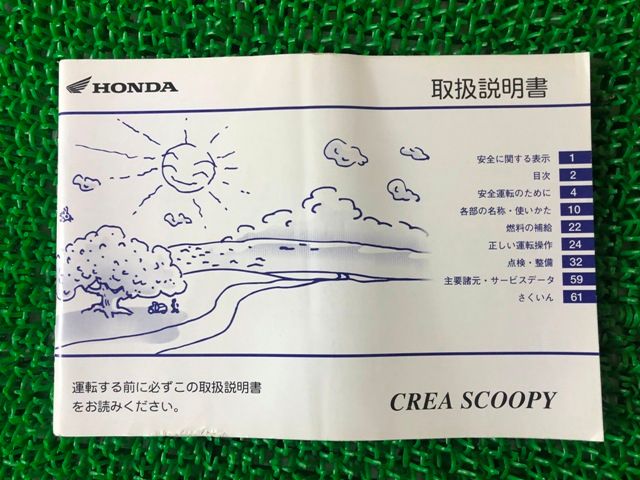 HONDA
取扱説明書
安全に関する表示 1
目次 2
安全運転のために 4
各部の名称・使いかた 10
燃料の補給 22
正しい運転操作 24
点検・整備 32
主要諸元・サービスデータ 59
さくいん 61
運転する前に必ずこの取扱説明書
をお読みください。
CREA SCOOPY